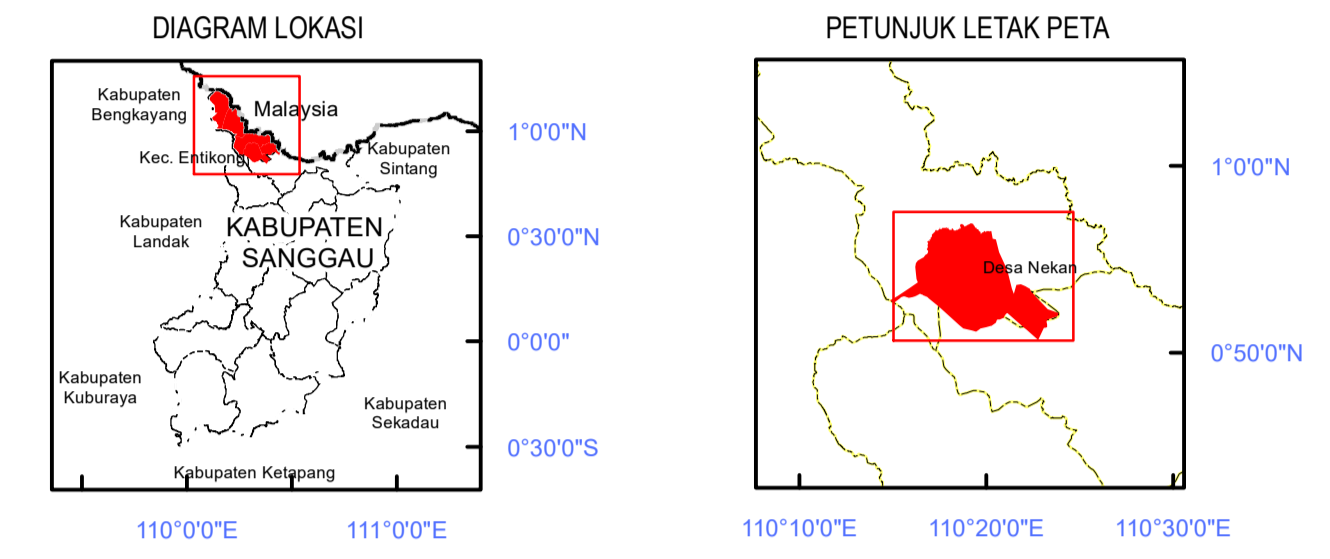 DIAGRAM LOKASI
Kabupaten
Bengkayang
Malaysia
Kec. Entikong
Kabupaten
Sintang
Kabupaten
Landak
KABUPATEN
SANGGAU
Kabupaten
Kuburaya
Kabupaten
Sekadau
Kabupaten Ketapang
1°0'0"N
0°30'0"N
0°0'0"
0°30'0"S
110°0'0"E
111°0'0"E
PETUNJUK LETAK PETA
Desa Nekan
1°0'0"N
0°50'0"N
110°10'0"E
110°20'0"E
110°30'0"E